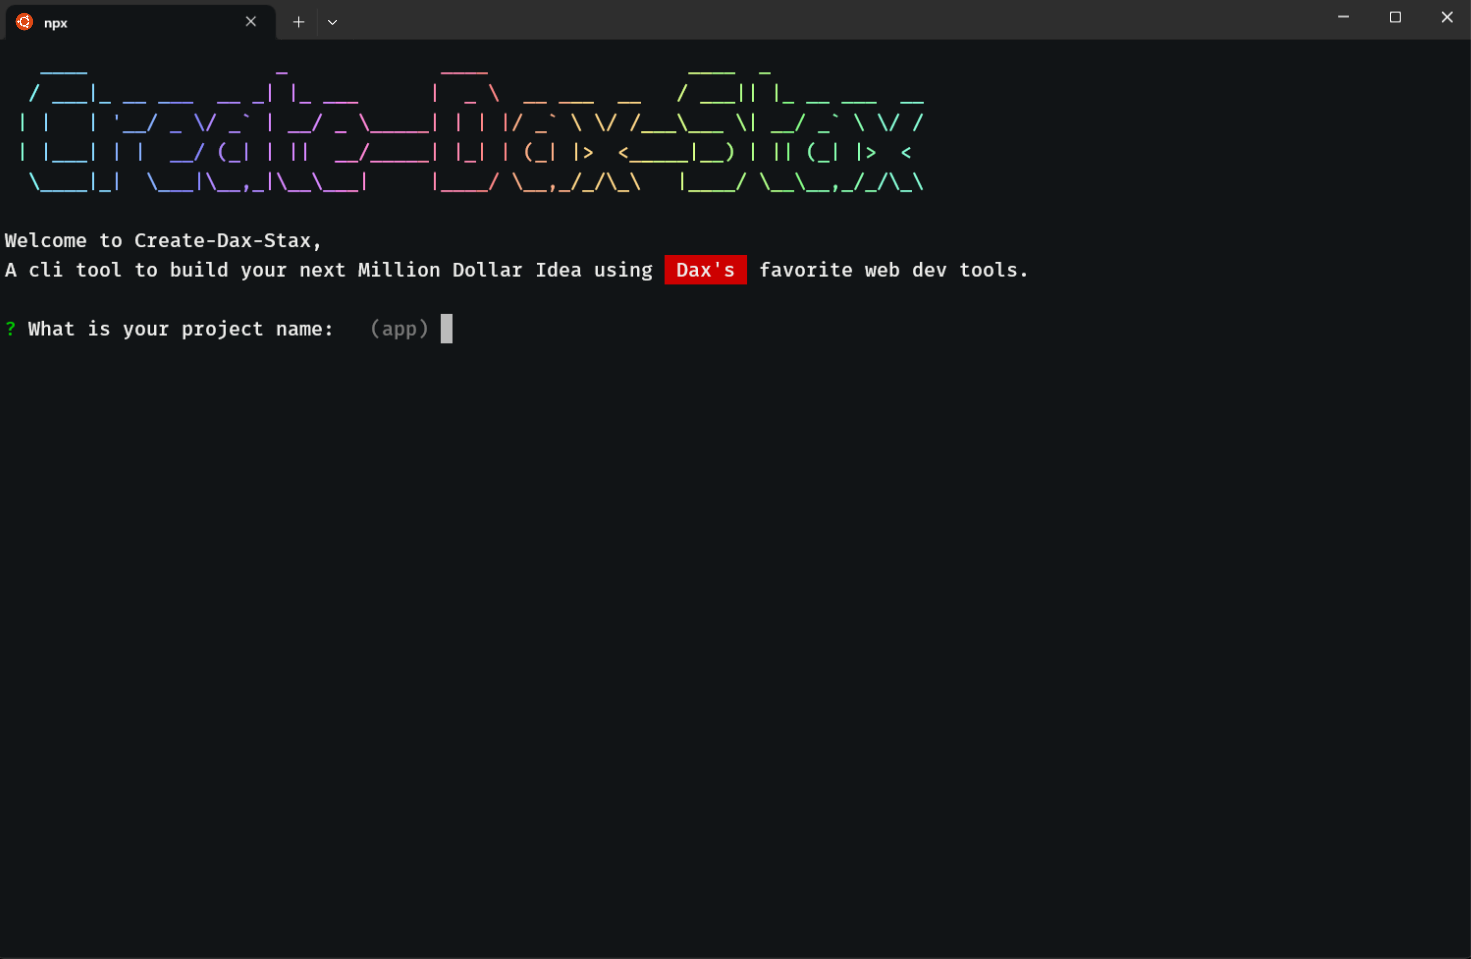 npx
Create-Dax-Stax
Welcome to Create-Dax-Stax,
A cli tool to build your next Million Dollar Idea using Dax's favorite web dev tools.
? What is your project name: (app)